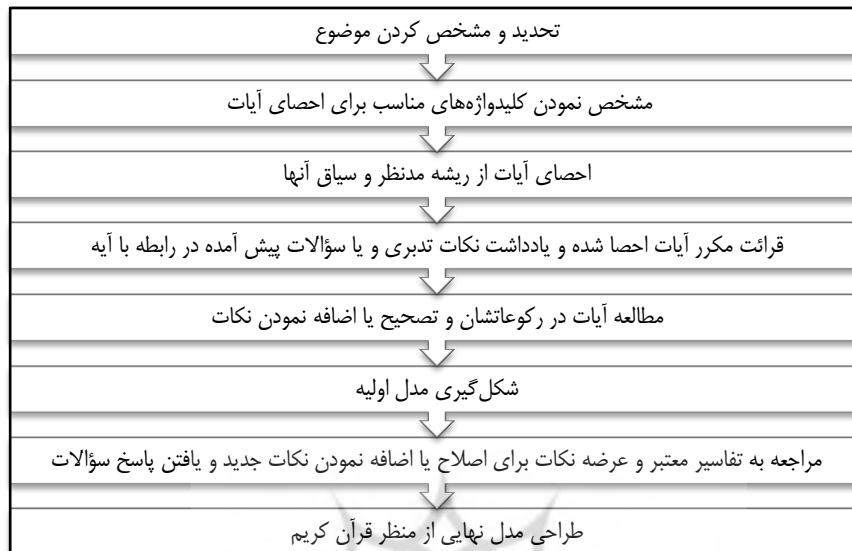 تحدید و مشخص کردن موضوع
مشخص نمودن کلیدواژه‌های مناسب برای احصای آیات
احصای آیات از ریشه مدنظر و سیاق آنها
قرائت مکرر آیات احصا شده و یادداشت نکات تدبری و یا سؤالات پیش آمده در رابطه با آیه
مطالعه آیات در رکوعاتشان و تصحیح یا اضافه نمودن نکات
شکل‌گیری مدل اولیه
مراجعه به تفاسیر معتبر و عرضه نکات برای اصلاح یا اضافه نمودن نکات جدید و یافتن پاسخ سؤالات
طراحی مدل نهایی از منظر قرآن کریم